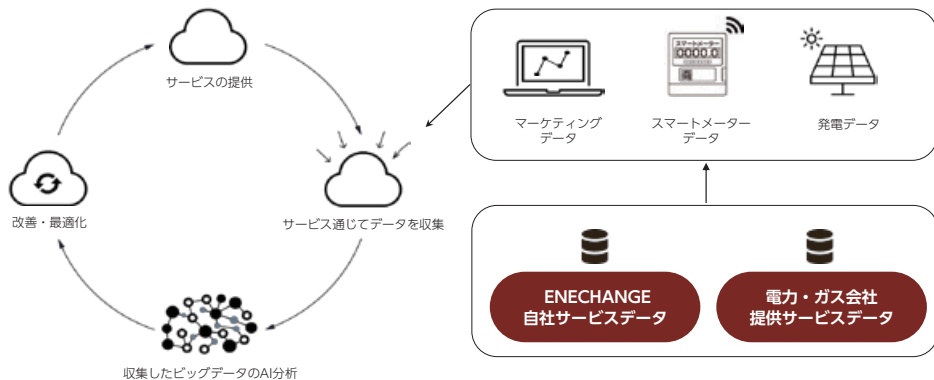 サービスの提供
サービス通じてデータを収集
収集したビッグデータのAI分析
改善・最適化
スマートメーター
0000.0
マーケティング
データ
スマートメーター
データ
発電データ
ENECHANGE
自社サービスデータ
電力・ガス会社
提供サービスデータ